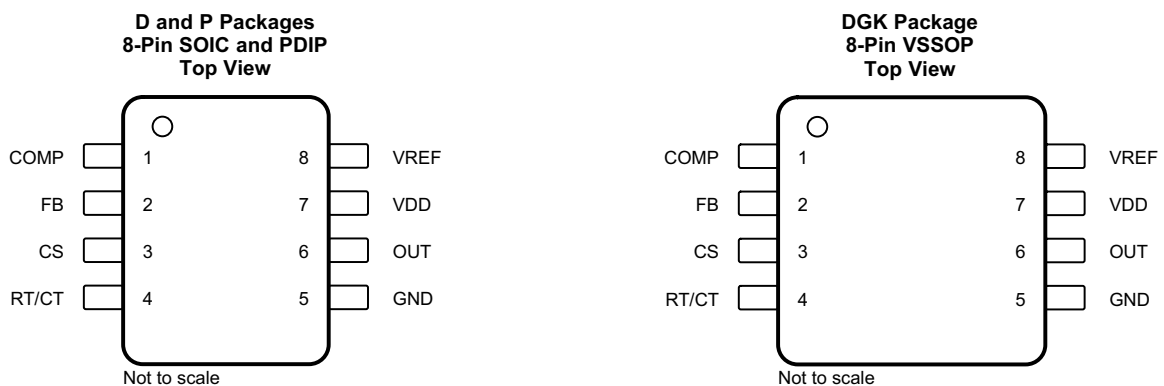 D and P Packages
8-Pin SOIC and PDIP
Top View
COMP 1 8 VREF
FB 2 7 VDD
CS 3 6 OUT
RT/CT 4 5 GND
Not to scale
DGK Package
8-Pin VSSOP
Top View
COMP 1 8 VREF
FB 2 7 VDD
CS 3 6 OUT
RT/CT 4 5 GND
Not to scale